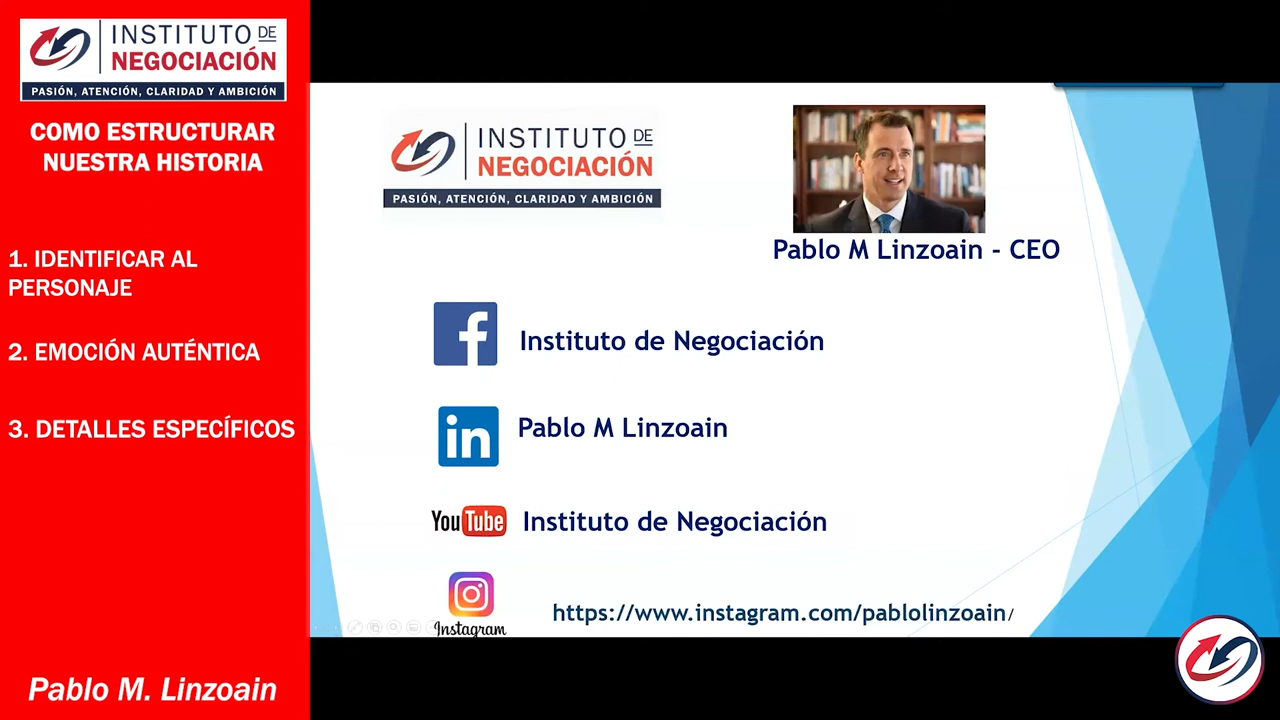 INSTITUTO DE
NEGOCIACIÓN
PASIÓN, ATENCIÓN, CLARIDAD Y AMBICIÓN
COMO ESTRUCTURAR
NUESTRA HISTORIA
1. IDENTIFICAR AL
PERSONAJE
2. EMOCIÓN AUTÉNTICA
3. DETALLES ESPECÍFICOS
Pablo M. Linzoain
INSTITUTO DE
NEGOCIACIÓN
PASIÓN, ATENCIÓN, CLARIDAD Y AMBICIÓN
Pablo M Linzoain - CEO
f Instituto de Negociación
in Pablo M Linzoain
YouTube Instituto de Negociación
Instagram
https://www.instagram.com/pablolinzoain/